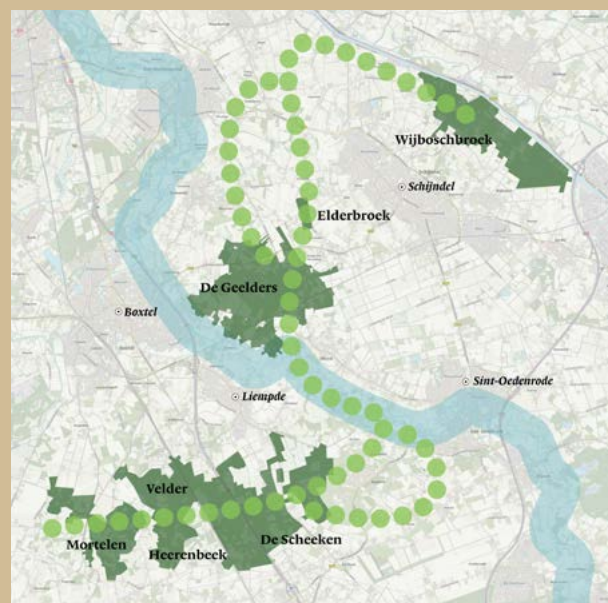 Wijboschbroek
Schijndel
Elderbroek
De Geelders
Boxtel
Sint-Oedenrode
Liempde
Velder
De Scheeken
Mortelen
Heerenbeek